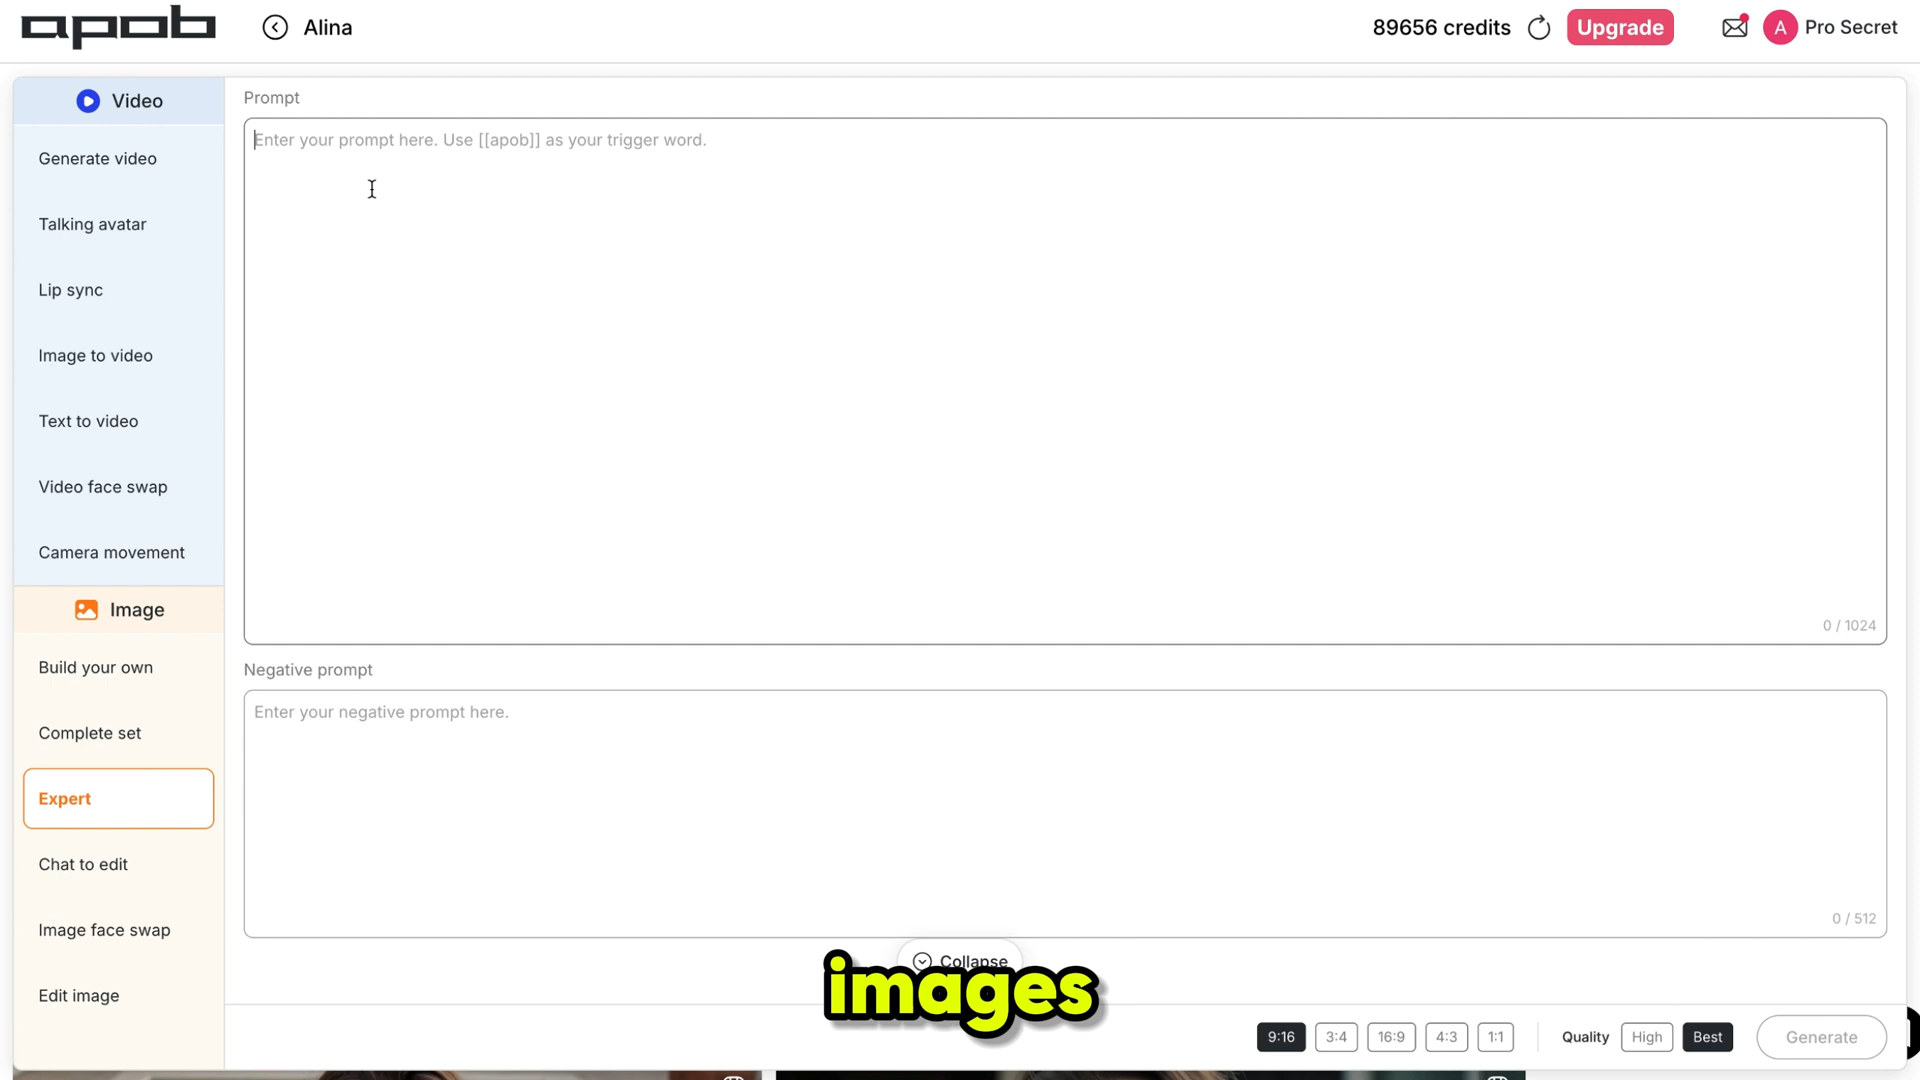 apob
Alina
89656 credits
Upgrade
A
Pro Secret
Video
Generate video
Talking avatar
Lip sync
Image to video
Text to video
Video face swap
Camera movement
Image
Build your own
Complete set
Expert
Chat to edit
Image face swap
Edit image
Prompt
Enter your prompt here. Use [[apob]] as your trigger word.
0 / 1024
Negative prompt
Enter your negative prompt here.
0 / 512
Collapse
images
9:16
3:4
16:9
4:3
1:1
Quality
High
Best
Generate